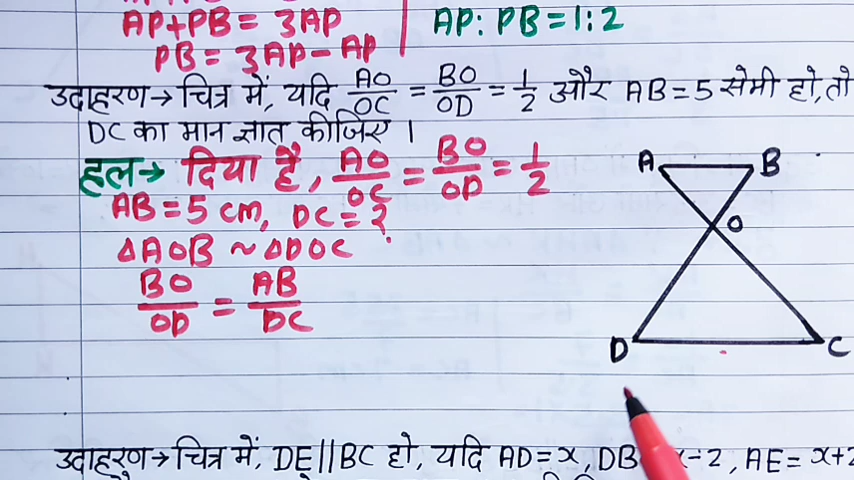 AP+PB = 3AP
PB = 3AP-AP
AP: PB=1:2
उदाहरण→ चित्र में, यदि AO/OC = BO/OD = 1/2 और AB=5 सेमी हो, तो
DC का मान ज्ञात कीजिए ।
हल→ दिया है, AO/OC = BO/OD = 1/2
AB=5 cm, DC=?
△AOB ~ △DOC
BO/OD = AB/DC
A B
O
D C
उदाहरण→ चित्र में, DE||BC हो, यदि AD=x, DB x-2, AE=x+2